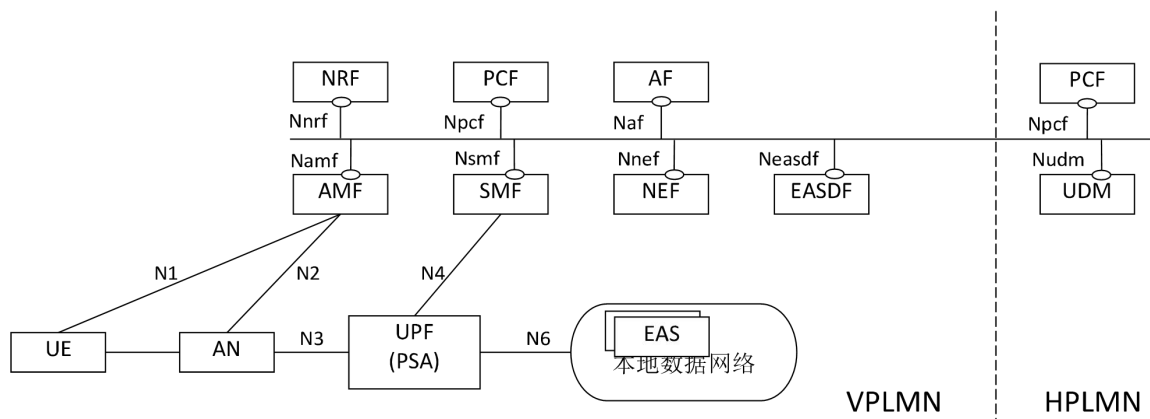 NRF
PCF
AF
PCF
Nnrf
Npcf
Naf
Npcf
Namf
Nsmf
Nnef
Neasdf
Nudm
AMF
SMF
NEF
EASDF
UDM
N1
N2
N4
UE
AN
N3
UPF
(PSA)
N6
EAS
本地数据网络
VPLMN
HPLMN